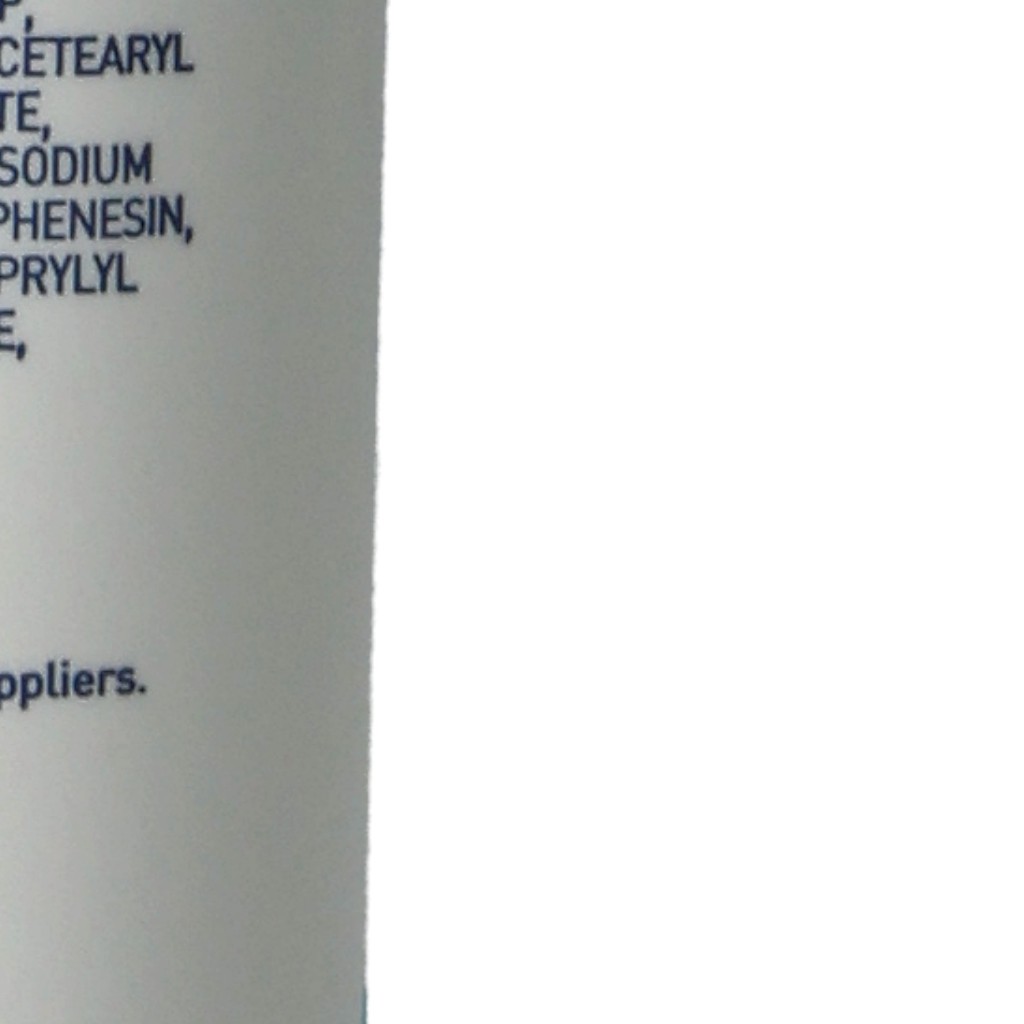 P,
CETEARYL
TE,
SODIUM
PHENESIN,
PRYLYL
E,
ppliers.